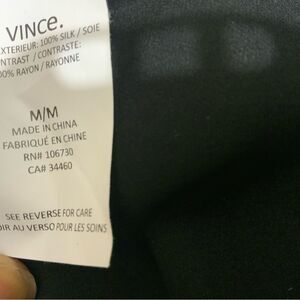 VINCE.
EXTERIEUR: 100% SILK / SOIE
CONTRAST / CONTRASTE:
100% RAYON / RAYONNE
M/M
MADE IN CHINA
FABRIQUÉ EN CHINE
RN# 106730
CA# 34460
SEE REVERSE FOR CARE
OIR AU VERSO POUR LES SOINS